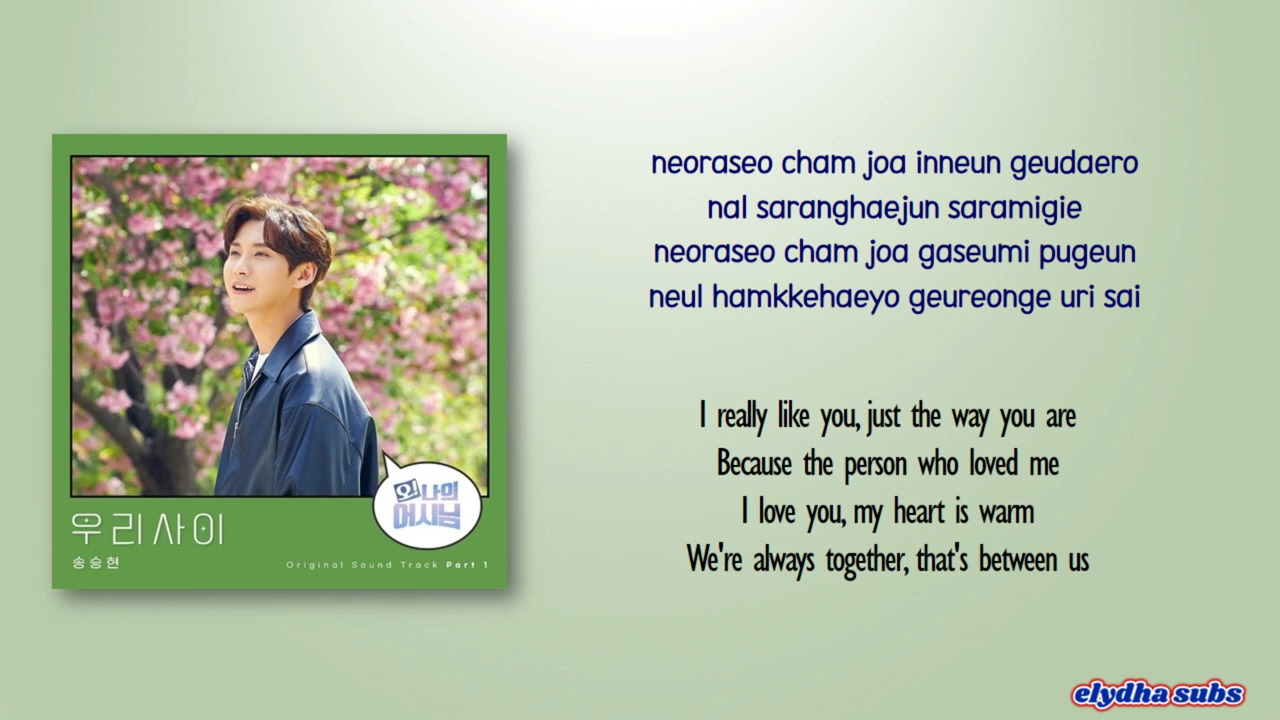 오! 나의
어사님
우리사이
송승현
Original Sound Track Part 1
neoraseo cham joa inneun geudaero
nal saranghaejun saramigie
neoraseo cham joa gaseumi pugeun
neul hamkkehaeyo geureonge uri sai
I really like you, just the way you are
Because the person who loved me
I love you, my heart is warm
We're always together, that's between us
elydha subs